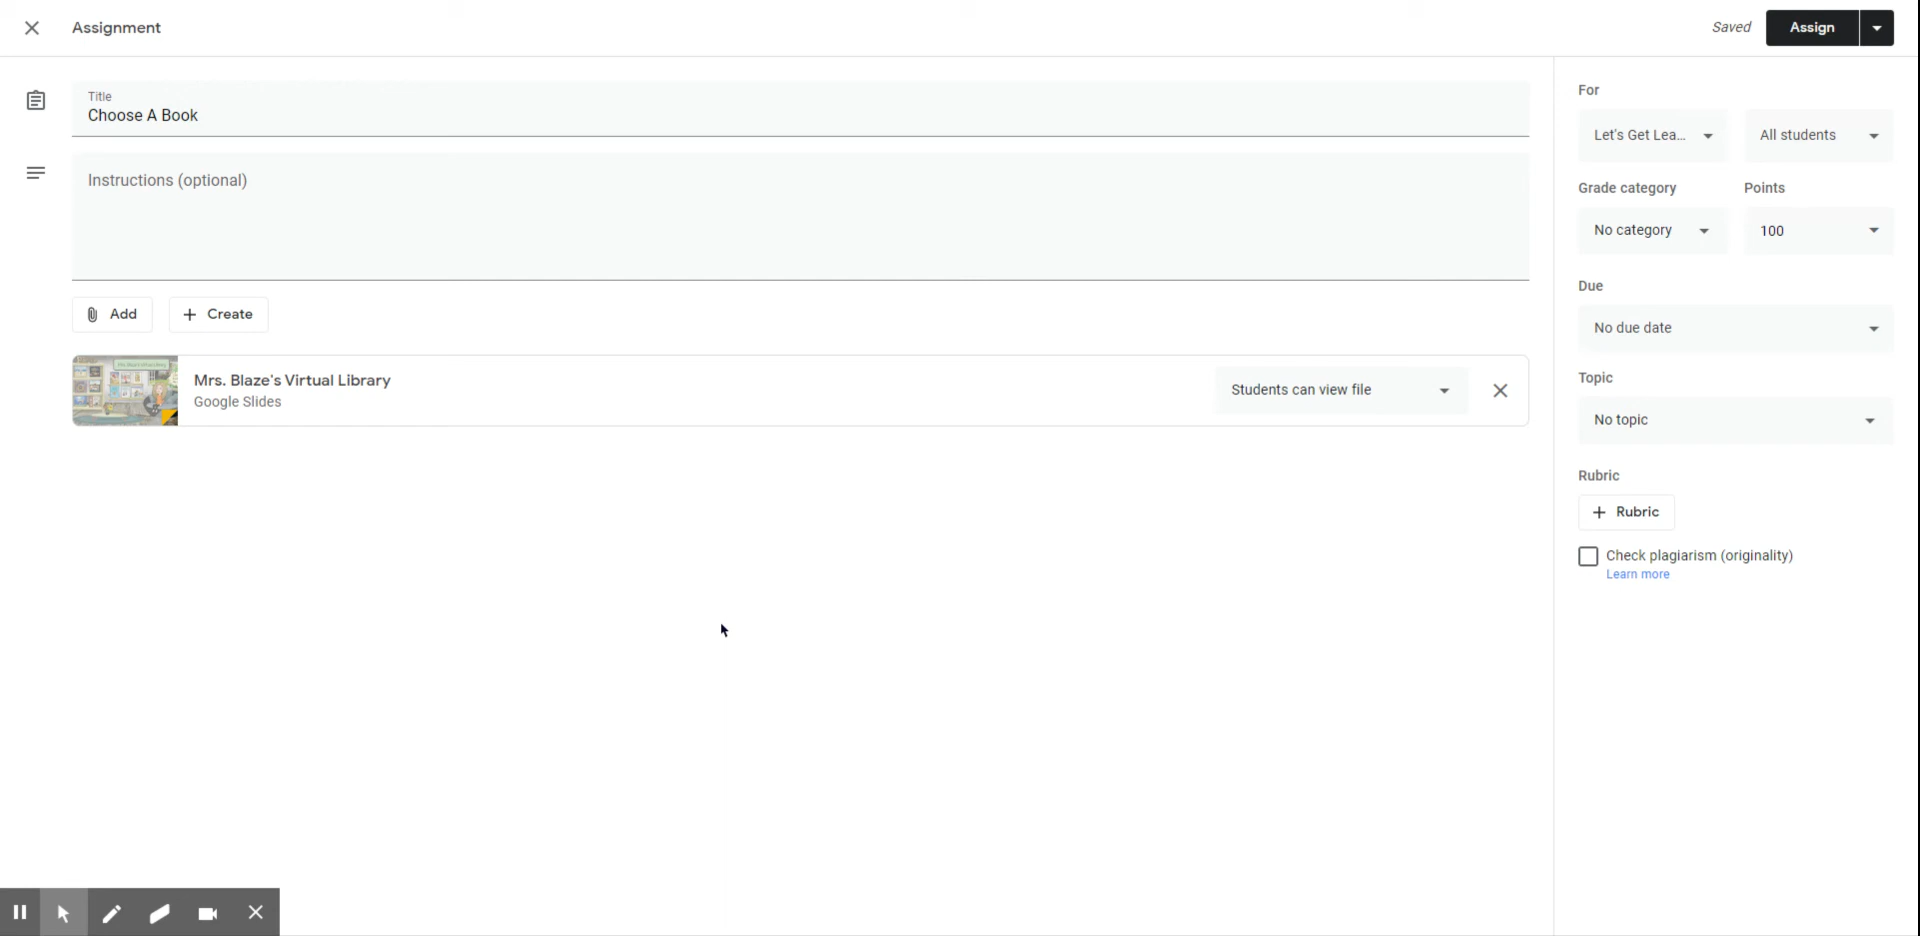 Assignment
Saved
Assign
Title
Choose A Book
Instructions (optional)
Add
Create
Mrs. Blaze's Virtual Library
Google Slides
Students can view file
For
Let's Get Lea...
All students
Grade category
Points
No category
100
Due
No due date
Topic
No topic
Rubric
Rubric
Check plagiarism (originality)
Learn more